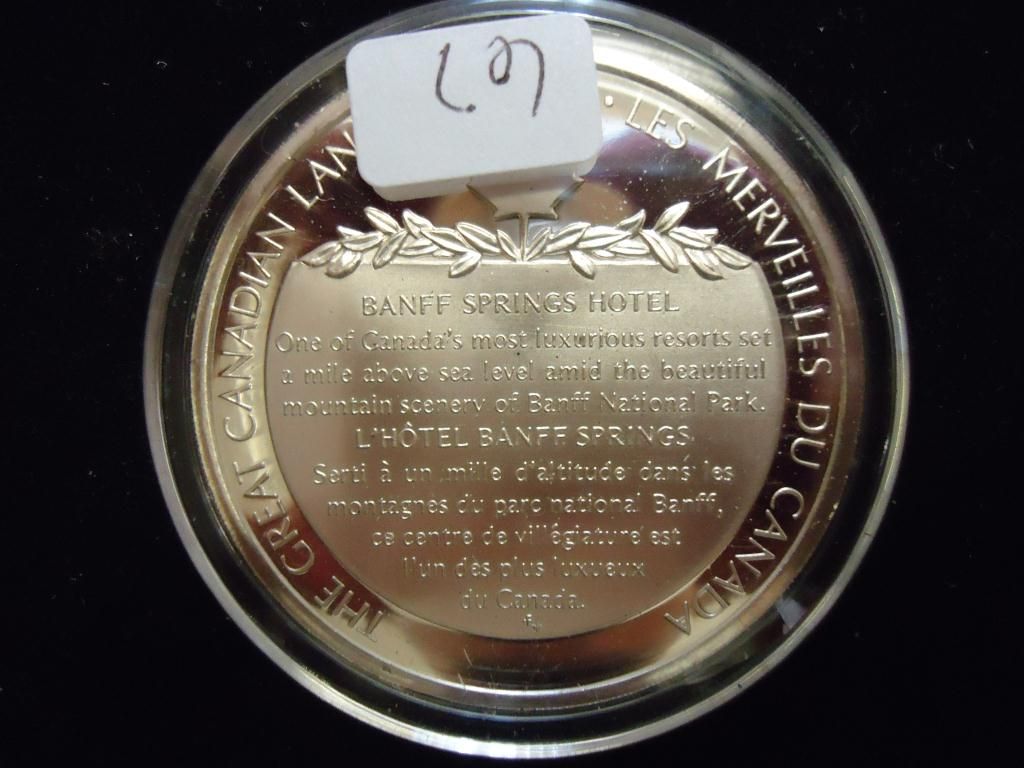 THE GREAT CANADIAN LAN
· LES MERVEILLES DU CANADA
BANFF SPRINGS HOTEL
One of Canada's most luxurious resorts set
a mile above sea level amid the beautiful
mountain scenery of Banff National Park.
L'HÔTEL BANFF SPRINGS
Serti à un mille d'altitude dans les
montagnes du parc national Banff,
ce centre de villégiature est
l'un des plus luxueux
du Canada.